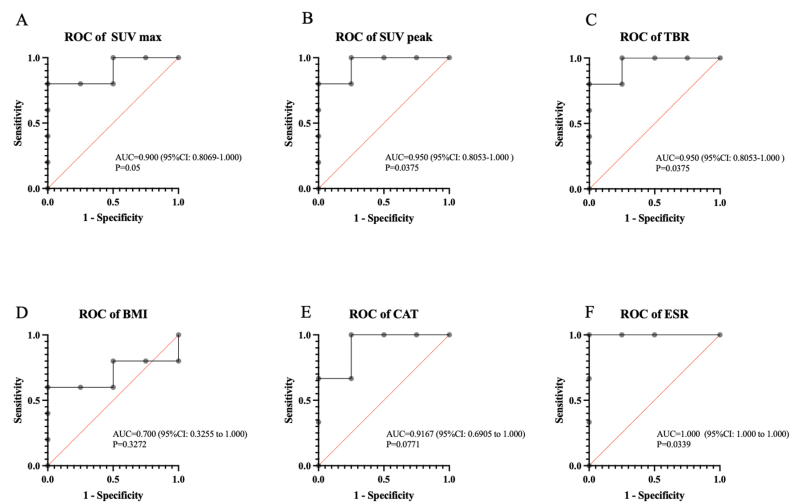 A
ROC of SUV max
1.0
0.5
0.0
Sensitivity
AUC=0.900 (95%CI: 0.8069-1.000)
P=0.05
0.0 0.5 1.0
1 - Specificity
B
ROC of SUV peak
1.0
0.5
0.0
Sensitivity
AUC=0.950 (95%CI: 0.8053-1.000 )
P=0.0375
0.0 0.5 1.0
1 - Specificity
C
ROC of TBR
1.0
0.5
0.0
Sensitivity
AUC=0.950 (95%CI: 0.8053-1.000 )
P=0.0375
0.0 0.5 1.0
1 - Specificity
D
ROC of BMI
1.0
0.5
0.0
Sensitivity
AUC=0.700 (95%CI: 0.3255 to 1.000)
P=0.3272
0.0 0.5 1.0
1 - Specificity
E
ROC of CAT
1.0
0.5
0.0
Sensitivity
AUC=0.9167 (95%CI: 0.6905 to 1.000)
P=0.0771
0.0 0.5 1.0
1 - Specificity
F
ROC of ESR
1.0
0.5
0.0
Sensitivity
AUC=1.000 (95%CI: 1.000 to 1.000)
P=0.0339
0.0 0.5 1.0
1 - Specificity